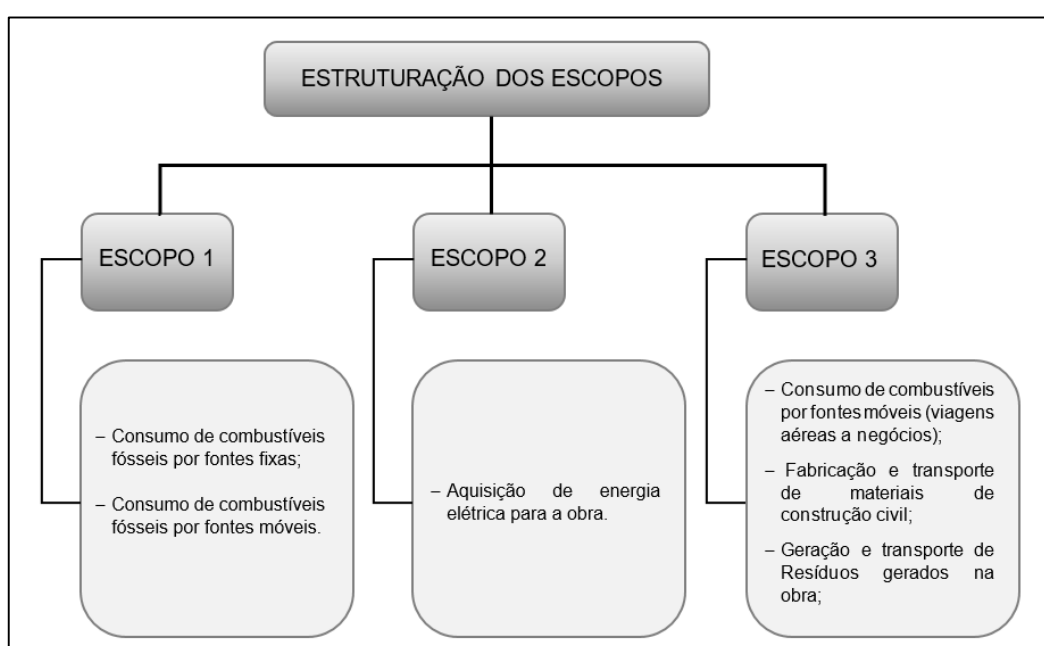 ESTRUTURAÇÃO DOS ESCOPOS
ESCOPO 1
ESCOPO 2
ESCOPO 3
– Consumo de combustíveis
fósseis por fontes fixas;
– Consumo de combustíveis
fósseis por fontes móveis.
– Aquisição de energia
elétrica para a obra.
– Consumo de combustíveis
por fontes móveis (viagens
aéreas a negócios);
– Fabricação e transporte
de materiais de
construção civil;
– Geração e transporte de
Resíduos gerados na
obra;